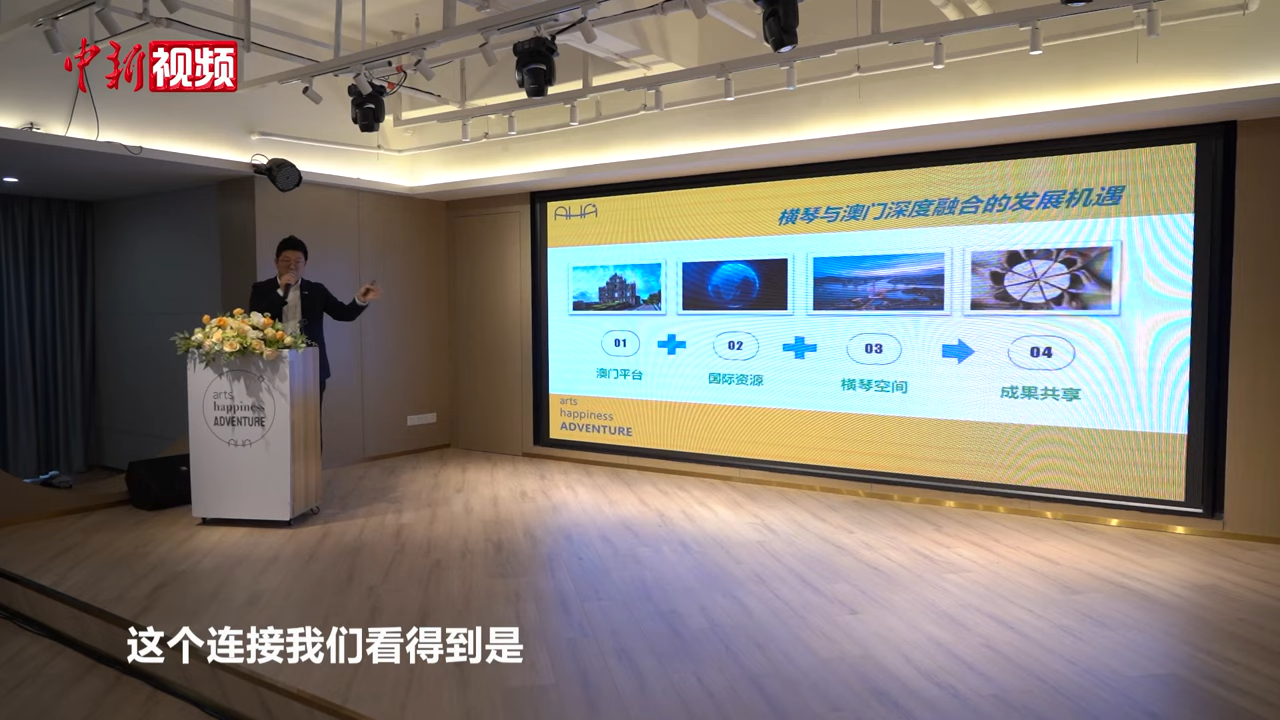 中新视频
AHA
横琴与澳门深度融合的发展机遇
01
02
03
04
澳门平台
国际资源
横琴空间
成果共享
arts
happiness
ADVENTURE
arts
happiness
ADVENTURE
AHA
这个连接我们看得到是